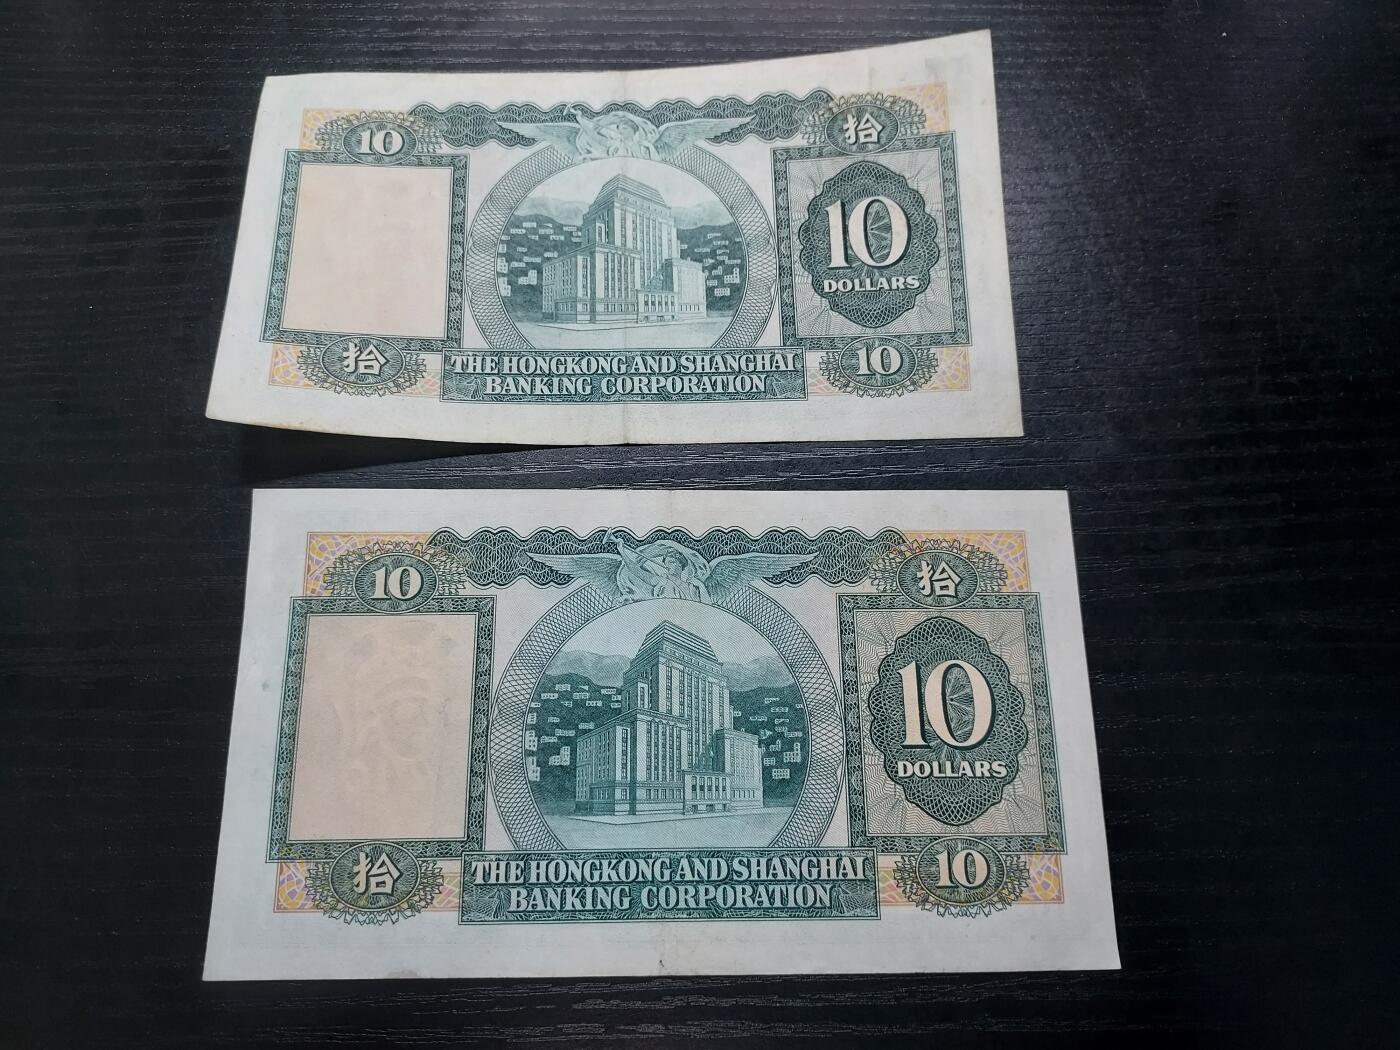 10
拾
10
DOLLARS
拾
THE HONGKONG AND SHANGHAI
BANKING CORPORATION
10
10
拾
10
DOLLARS
拾
THE HONGKONG AND SHANGHAI
BANKING CORPORATION
10